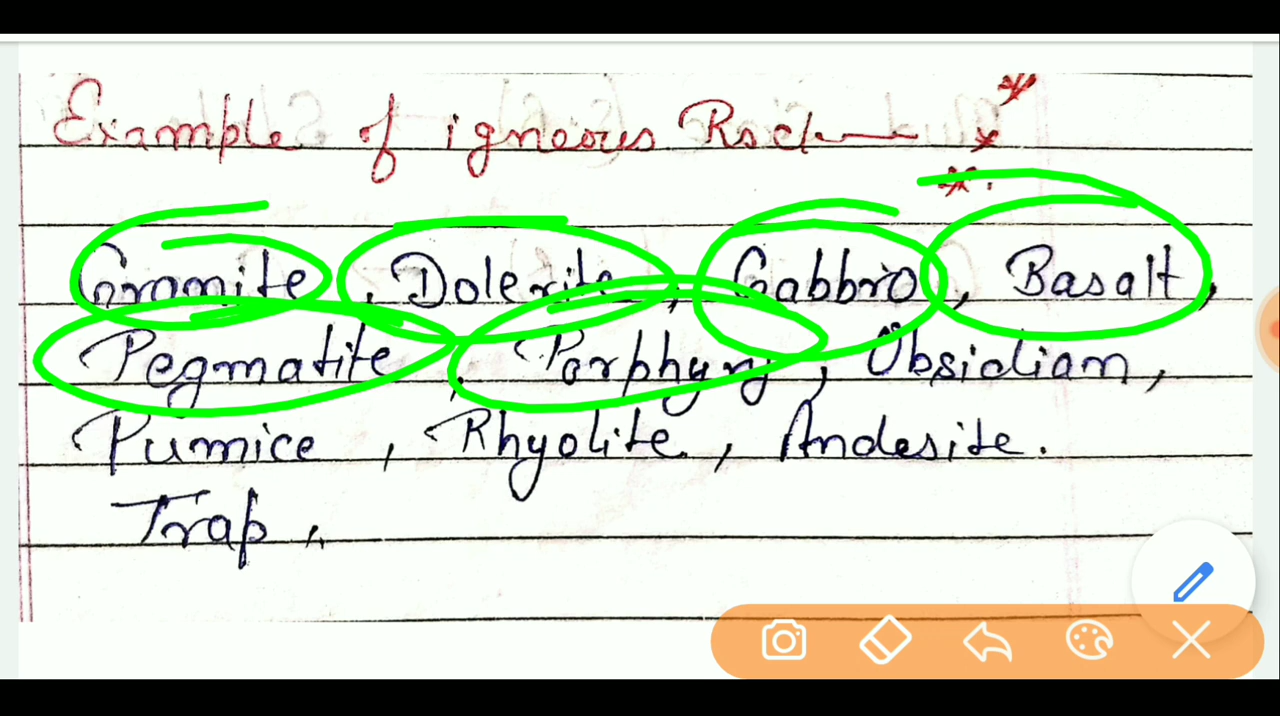 Example of igneous Rock
Granite, Dolerite, Gabbro, Basalt,
Pegmatite, Porphyry, Obsidian,
Pumice, Rhyolite, Andesite.
Trap,